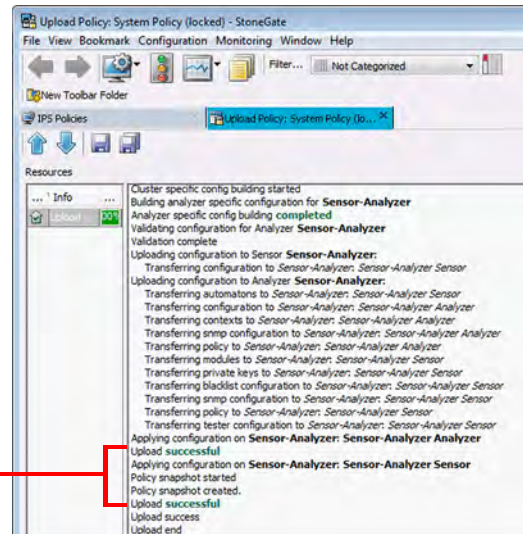 Upload Policy: System Policy (locked) - StoneGate
File View Bookmark Configuration Monitoring Window Help
Filter... Not Categorized
New Toolbar Folder
IPS Policies Upload Policy: System Policy (lo...
Resources
... Info ...
Upload 100%
Cluster specific config building started
Building analyzer specific configuration for Sensor-Analyzer
Analyzer specific config building completed
Validating configuration for Analyzer Sensor-Analyzer
Validation complete
Uploading configuration to Sensor Sensor-Analyzer:
Transferring configuration to Sensor-Analyzer: Sensor-Analyzer Sensor
Uploading configuration to Analyzer Sensor-Analyzer:
Transferring automatons to Sensor-Analyzer: Sensor-Analyzer Sensor
Transferring configuration to Sensor-Analyzer: Sensor-Analyzer Analyzer
Transferring contexts to Sensor-Analyzer: Sensor-Analyzer Analyzer
Transferring snmp configuration to Sensor-Analyzer: Sensor-Analyzer Analyzer
Transferring policy to Sensor-Analyzer: Sensor-Analyzer Analyzer
Transferring modules to Sensor-Analyzer: Sensor-Analyzer Sensor
Transferring private keys to Sensor-Analyzer: Sensor-Analyzer Sensor
Transferring blacklist configuration to Sensor-Analyzer: Sensor-Analyzer Sensor
Transferring snmp configuration to Sensor-Analyzer: Sensor-Analyzer Sensor
Transferring policy to Sensor-Analyzer: Sensor-Analyzer Sensor
Transferring tester configuration to Sensor-Analyzer: Sensor-Analyzer Sensor
Applying configuration on Sensor-Analyzer: Sensor-Analyzer Analyzer
Upload successful
Applying configuration on Sensor-Analyzer: Sensor-Analyzer Sensor
Policy snapshot started
Policy snapshot created.
Upload successful
Upload success
Upload end